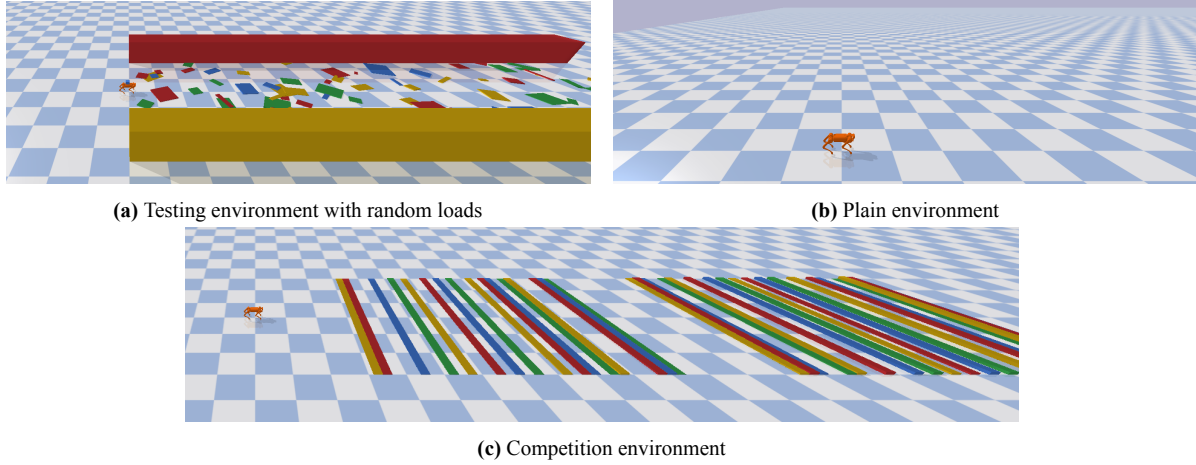 (a) Testing environment with random loads
(b) Plain environment
(c) Competition environment